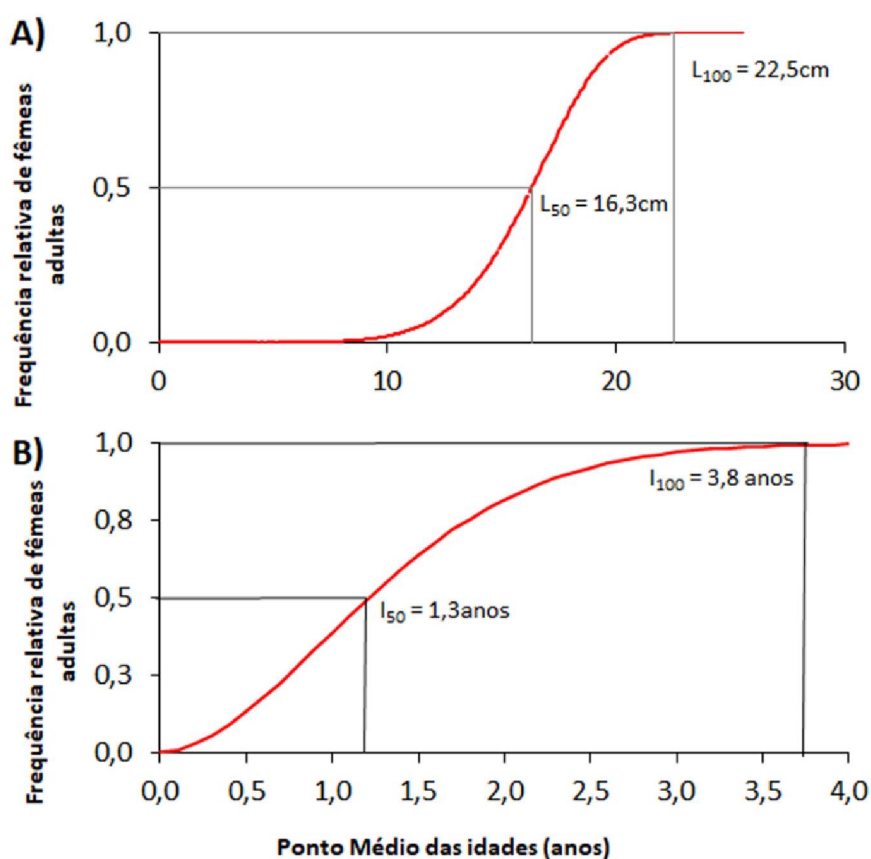 A)
Frequência relativa de fêmeas
adultas
1,0
0,5
0,0
L100 = 22,5cm
L50 = 16,3cm
0 10 20 30
B)
Frequência relativa de fêmeas
adultas
1,0
0,8
0,5
0,3
0,0
I100 = 3,8 anos
I50 = 1,3anos
0,0 0,5 1,0 1,5 2,0 2,5 3,0 3,5 4,0
Ponto Médio das idades (anos)